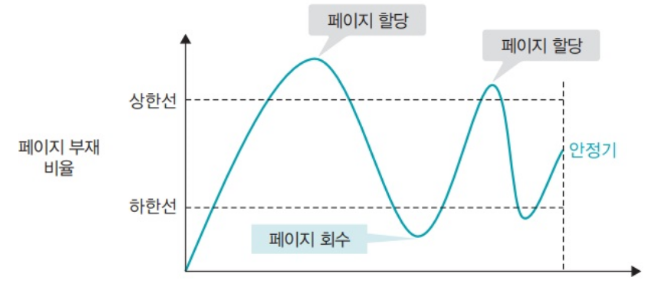 페이지 할당
페이지 할당
상한선
페이지 부재
비율
안정기
하한선
페이지 회수